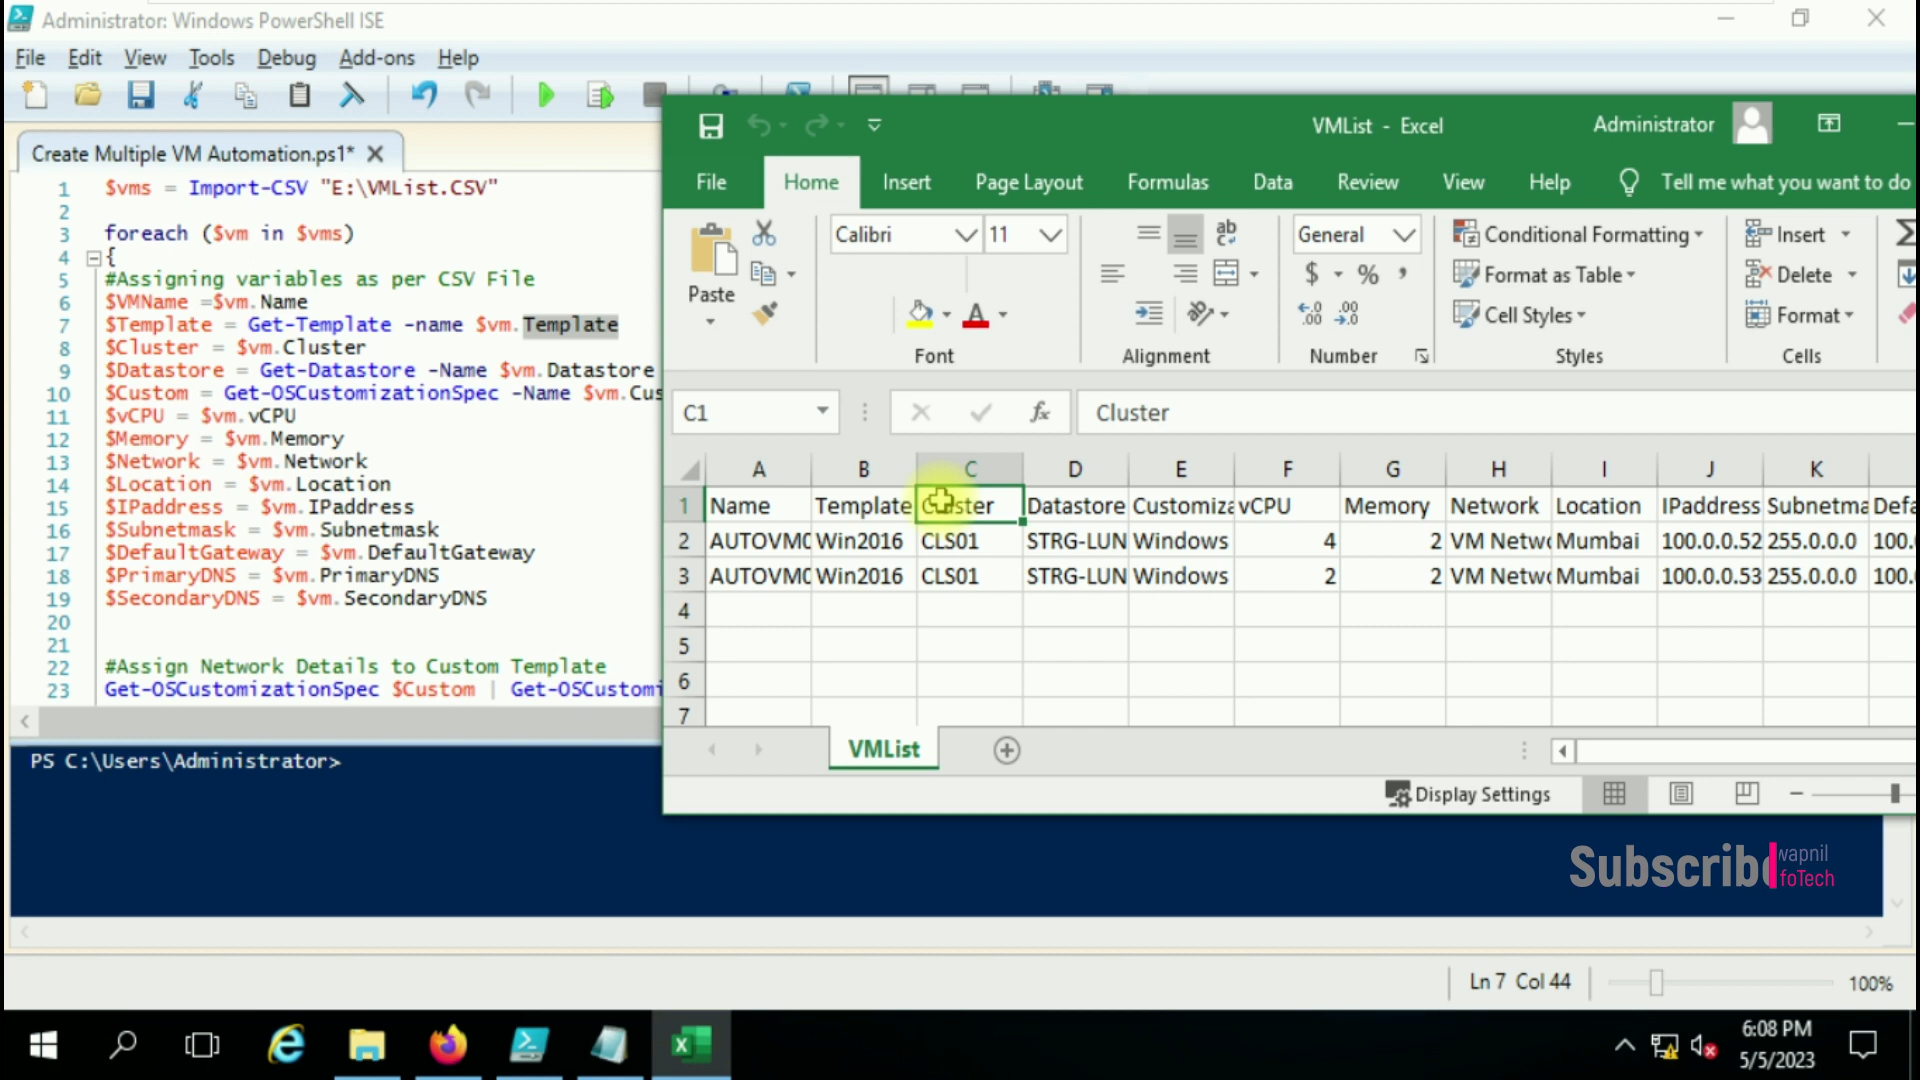 Administrator: Windows PowerShell ISE
File Edit View Tools Debug Add-ons Help
Create Multiple VM Automation.ps1*
1 $vms = Import-CSV "E:\VMList.CSV"
2
3 foreach ($vm in $vms)
4 {
5 #Assigning variables as per CSV File
6 $VMName =$vm.Name
7 $Template = Get-Template -name $vm.Template
8 $Cluster = $vm.Cluster
9 $Datastore = Get-Datastore -Name $vm.Datastore
10 $Custom = Get-OSCustomizationSpec -Name $vm.Cus
11 $vCPU = $vm.vCPU
12 $Memory = $vm.Memory
13 $Network = $vm.Network
14 $Location = $vm.Location
15 $IPaddress = $vm.IPaddress
16 $Subnetmask = $vm.Subnetmask
17 $DefaultGateway = $vm.DefaultGateway
18 $PrimaryDNS = $vm.PrimaryDNS
19 $SecondaryDNS = $vm.SecondaryDNS
20
21
22 #Assign Network Details to Custom Template
23 Get-OSCustomizationSpec $Custom | Get-OSCustomi
PS C:\Users\Administrator>
VMList - Excel Administrator
File Home Insert Page Layout Formulas Data Review View Help Tell me what you want to do
Paste
Calibri 11
Font
ab
Alignment
General
$ % ,
Number
Conditional Formatting
Format as Table
Cell Styles
Styles
Insert
Delete
Format
Cells
C1 fx Cluster
A B C D E F G H I J K
1 Name Template Cluster Datastore Customiza vCPU Memory Network Location IPaddress Subnetma Defa
2 AUTOVM0 Win2016 CLS01 STRG-LUN Windows 4 2 VM Netwo Mumbai 100.0.0.52 255.0.0.0 100.
3 AUTOVM0 Win2016 CLS01 STRG-LUN Windows 2 2 VM Netwo Mumbai 100.0.0.53 255.0.0.0 100.
4
5
6
7
VMList
Display Settings
Subscribe
wapnil
foTech
Ln 7 Col 44 100%
6:08 PM
5/5/2023